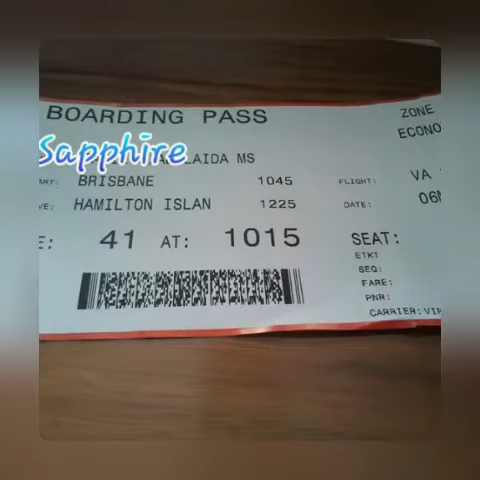 BOARDING PASS
ZONE
ECONO
Sapphire
LAIDA MS
BRISBANE 1045 FLIGHT: VA
HAMILTON ISLAN 1225 DATE: 06
E: 41 AT: 1015 SEAT:
ETKT
SEQ:
FARE:
PNR:
CARRIER:VIR